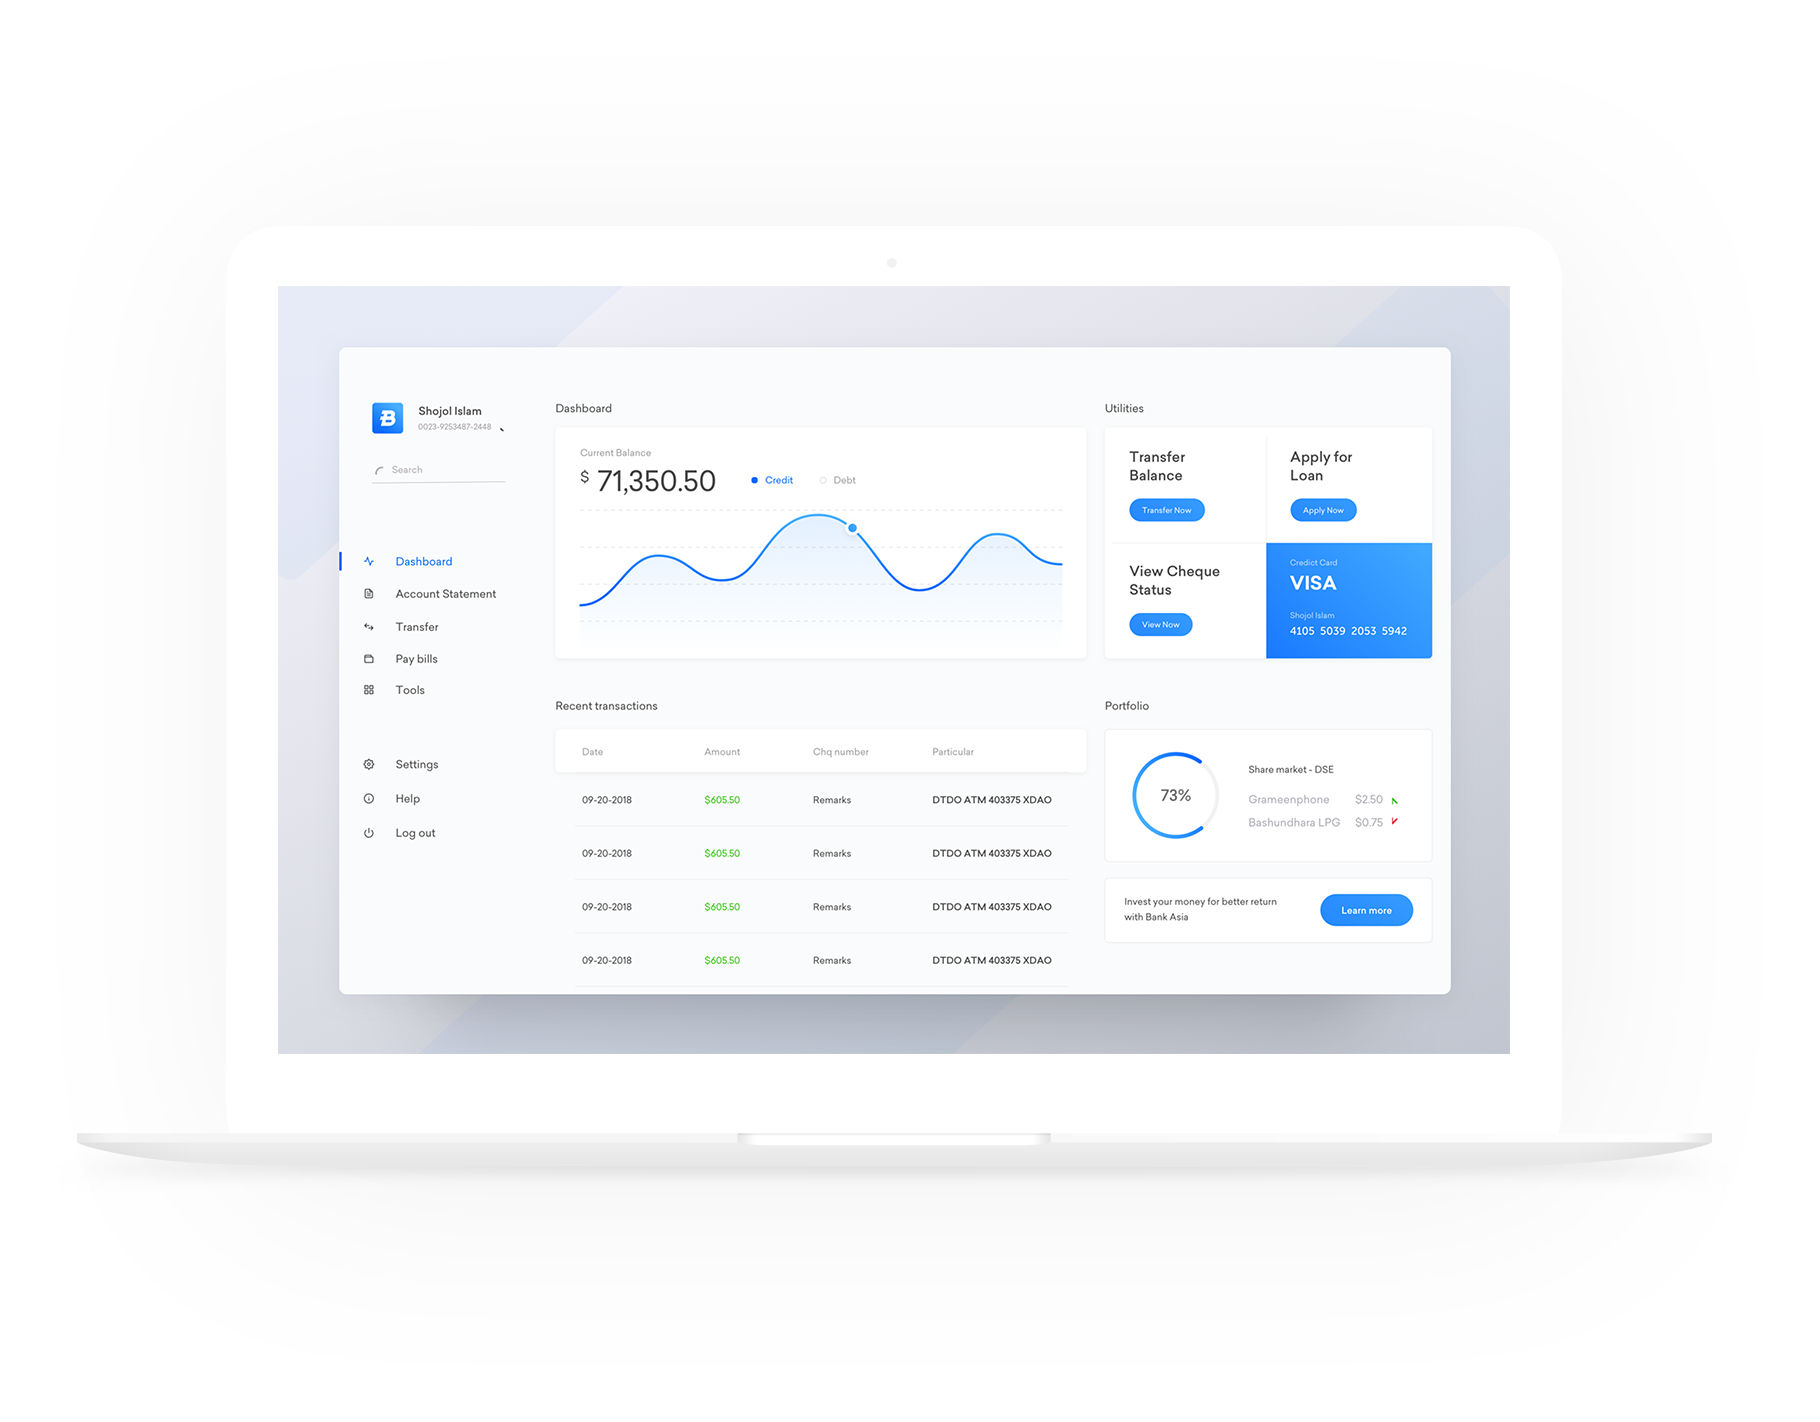 Shojol Islam
0023-9253487-2448
Search
Dashboard
Account Statement
Transfer
Pay bills
Tools
Settings
Help
Log out
Dashboard
Current Balance
$ 71,350.50
Credit
Debt
Utilities
Transfer
Balance
Transfer Now
Apply for
Loan
Apply Now
View Cheque
Status
View Now
Credict Card
VISA
Shojol Islam
4105 5039 2053 5942
Recent transactions
Date Amount Chq number Particular
09-20-2018 $605.50 Remarks DTDO ATM 403375 XDAO
09-20-2018 $605.50 Remarks DTDO ATM 403375 XDAO
09-20-2018 $605.50 Remarks DTDO ATM 403375 XDAO
09-20-2018 $605.50 Remarks DTDO ATM 403375 XDAO
Portfolio
73%
Share market - DSE
Grameenphone $2.50
Bashundhara LPG $0.75
Invest your money for better return
with Bank Asia
Learn more